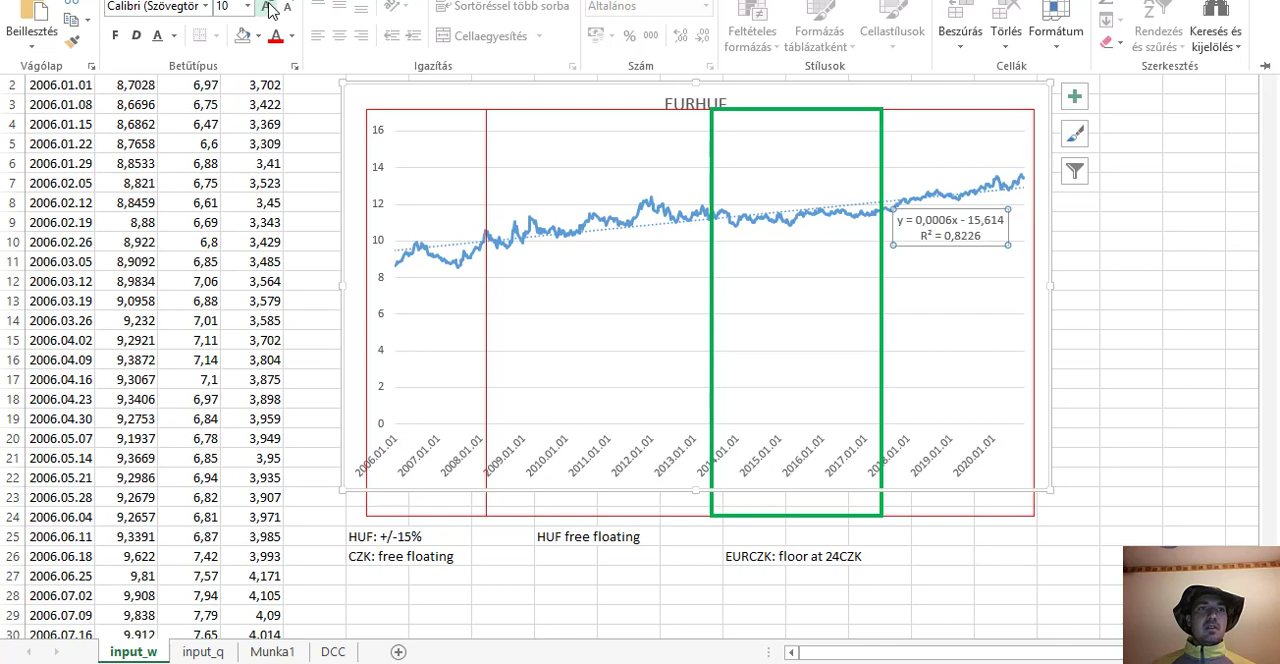 Calibri (Szövegtör 10 A A Sortöréssel több sorba Általános
Beillesztés F D A A Cellaegyesítés % 000 Feltételes formázás Formázás táblázatként Cellastílusok Beszúrás Törlés Formátum Rendezés és szűrés Keresés és kijelölés
Vágólap Betűtípus Igazítás Szám Stílusok Cellák Szerkesztés
2 2006.01.01 8,7028 6,97 3,702
3 2006.01.08 8,6696 6,75 3,422
4 2006.01.15 8,6862 6,47 3,369
5 2006.01.22 8,7658 6,6 3,309
6 2006.01.29 8,8533 6,88 3,41
7 2006.02.05 8,821 6,75 3,523
8 2006.02.12 8,8459 6,61 3,45
9 2006.02.19 8,88 6,69 3,343
10 2006.02.26 8,922 6,8 3,429
11 2006.03.05 8,9092 6,85 3,485
12 2006.03.12 8,9834 7,06 3,564
13 2006.03.19 9,0958 6,88 3,579
14 2006.03.26 9,232 7,01 3,585
15 2006.04.02 9,2921 7,11 3,702
16 2006.04.09 9,3872 7,14 3,804
17 2006.04.16 9,3067 7,1 3,875
18 2006.04.23 9,3406 6,97 3,898
19 2006.04.30 9,2753 6,84 3,959
20 2006.05.07 9,1937 6,78 3,949
21 2006.05.14 9,3669 6,85 3,95
22 2006.05.21 9,2986 6,94 3,935
23 2006.05.28 9,2679 6,82 3,907
24 2006.06.04 9,2657 6,81 3,971
25 2006.06.11 9,3391 6,87 3,985
26 2006.06.18 9,622 7,42 3,993
27 2006.06.25 9,81 7,57 4,171
28 2006.07.02 9,908 7,94 4,105
29 2006.07.09 9,838 7,79 4,09
30 2006.07.16 9,912 7,65 4,014
EURHUF
16
14
12
10
8
6
4
2
0
y = 0,0006x - 15,614
R² = 0,8226
2006.01.01 2007.01.01 2008.01.01 2009.01.01 2010.01.01 2011.01.01 2012.01.01 2013.01.01 2014.01.01 2015.01.01 2016.01.01 2017.01.01 2018.01.01 2019.01.01 2020.01.01
HUF: +/-15% HUF free floating
CZK: free floating EURCZK: floor at 24CZK
input_w input_q Munka1 DCC